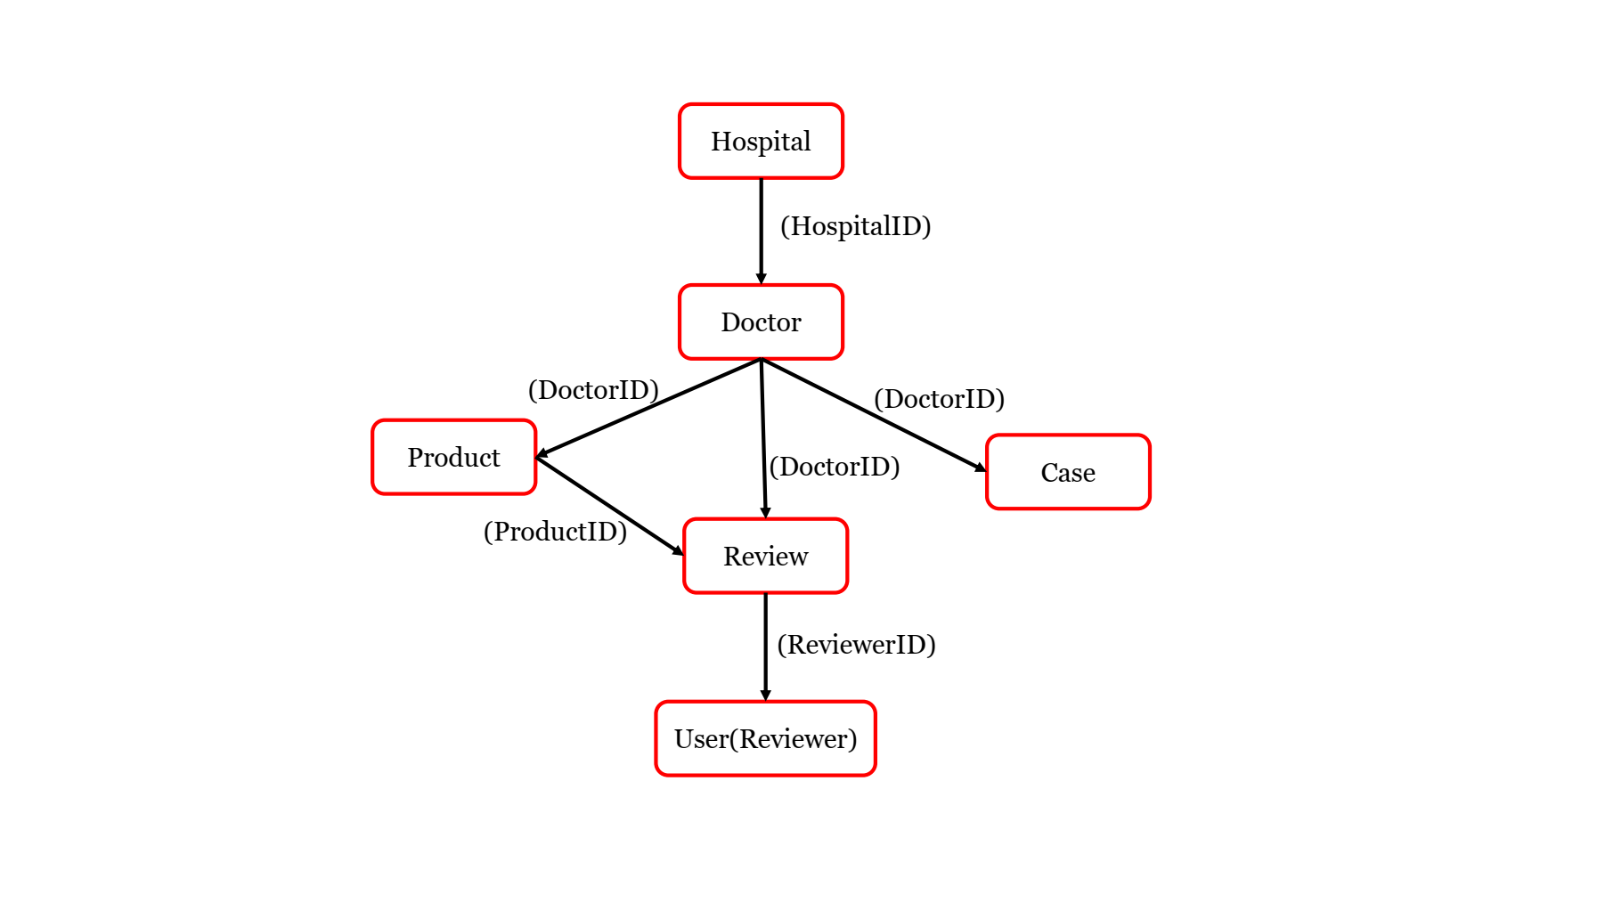 Hospital
(HospitalID)
Doctor
(DoctorID)
(DoctorID)
Product
(DoctorID)
Case
(ProductID)
Review
(ReviewerID)
User(Reviewer)